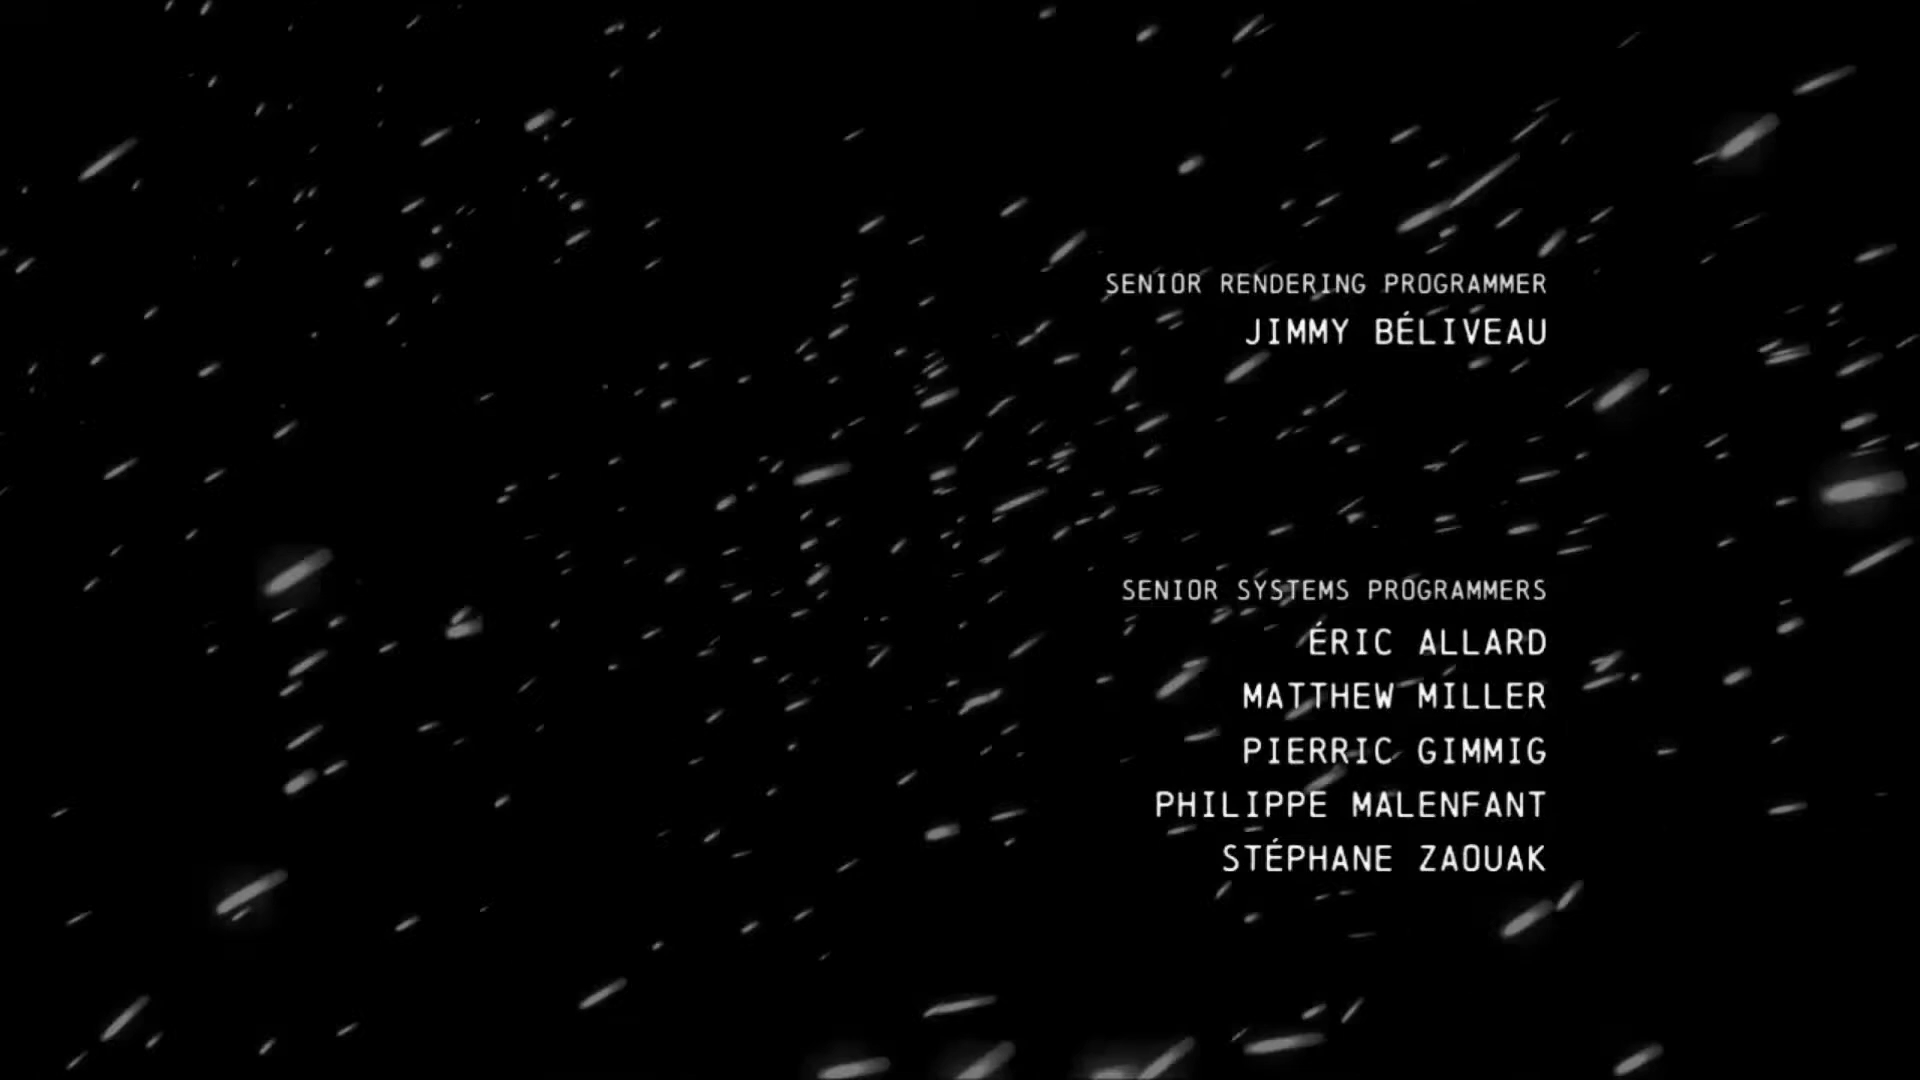 SENIOR RENDERING PROGRAMMER
JIMMY BÉLIVEAU
SENIOR SYSTEMS PROGRAMMERS
ÉRIC ALLARD
MATTHEW MILLER
PIERRIC GIMMIG
PHILIPPE MALENFANT
STÉPHANE ZAOUAK